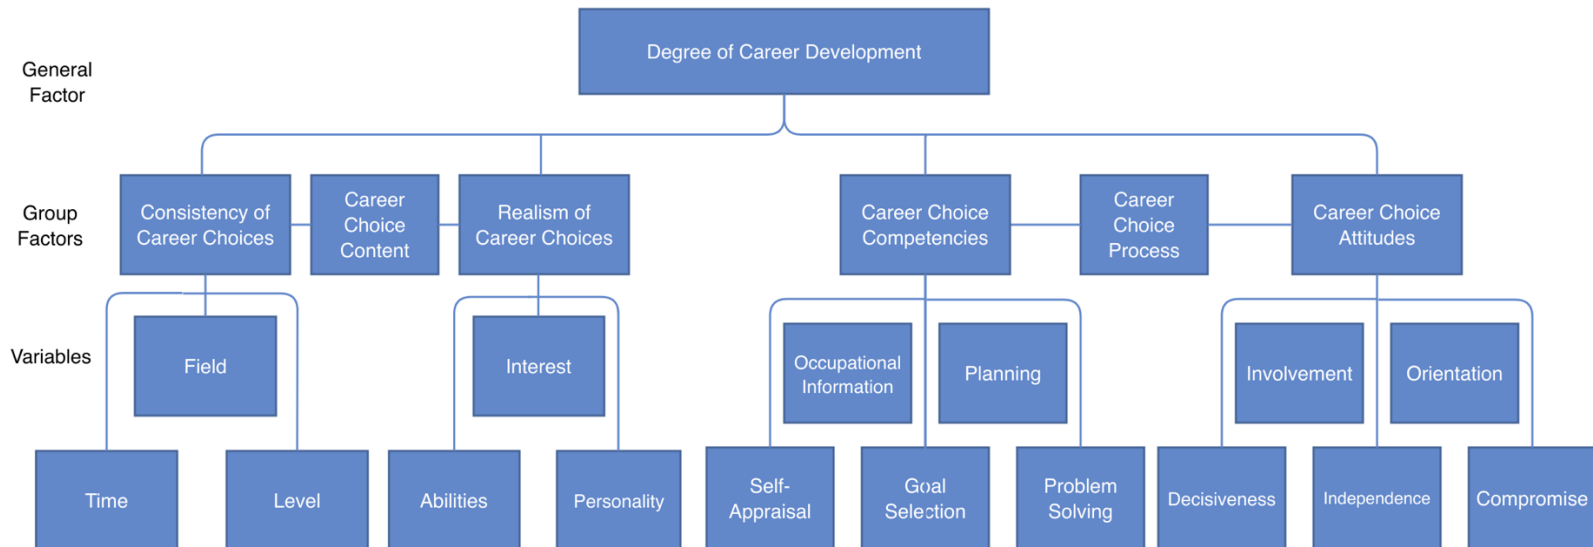 Degree of Career Development
General
Factor
Consistency of
Career Choices
Career
Choice
Content
Realism of
Career Choices
Career Choice
Competencies
Career
Choice
Process
Career Choice
Attitudes
Group
Factors
Variables
Field
Interest
Occupational
Information
Planning
Involvement
Orientation
Time
Level
Abilities
Personality
Self-
Appraisal
Goal
Selection
Problem
Solving
Decisiveness
Independence
Compromise